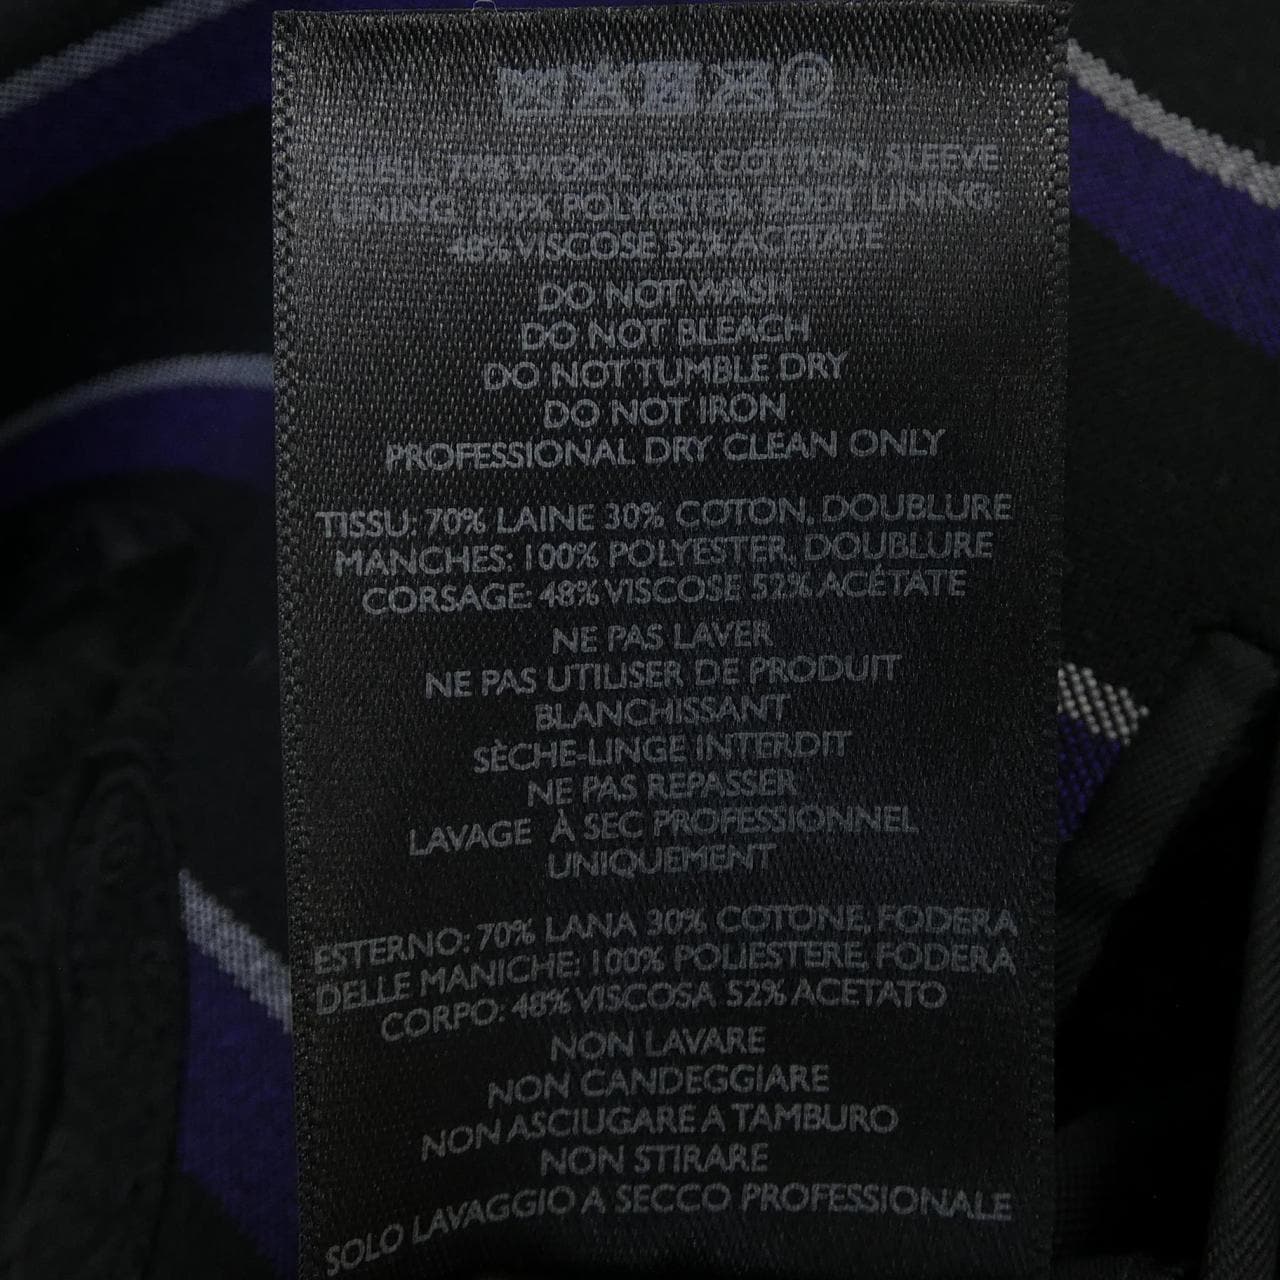 SHELL: 70% WOOL 30% COTTON, SLEEVE
LINING: 100% POLYESTER, BODY LINING:
48% VISCOSE 52% ACETATE
DO NOT WASH
DO NOT BLEACH
DO NOT TUMBLE DRY
DO NOT IRON
PROFESSIONAL DRY CLEAN ONLY
TISSU: 70% LAINE 30% COTON, DOUBLURE
MANCHES: 100% POLYESTER, DOUBLURE
CORSAGE: 48% VISCOSE 52% ACÉTATE
NE PAS LAVER
NE PAS UTILISER DE PRODUIT
BLANCHISSANT
SÈCHE-LINGE INTERDIT
NE PAS REPASSER
LAVAGE À SEC PROFESSIONNEL
UNIQUEMENT
ESTERNO: 70% LANA 30% COTONE, FODERA
DELLE MANICHE: 100% POLIESTERE, FODERA
CORPO: 48% VISCOSA 52% ACETATO
NON LAVARE
NON CANDEGGIARE
NON ASCIUGARE A TAMBURO
NON STIRARE
SOLO LAVAGGIO A SECCO PROFESSIONALE